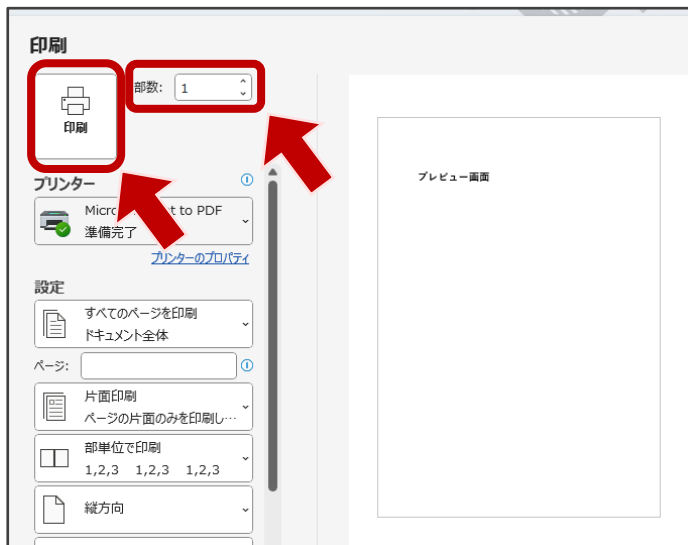 印刷
部数: 1
印刷
プリンター
t to PDF
準備完了
プリンターのプロパティ
設定
すべてのページを印刷
ドキュメント全体
ページ:
片面印刷
ページの片面のみを印刷し…
部単位で印刷
1,2,3 1,2,3 1,2,3
縦方向
プレビュー画面